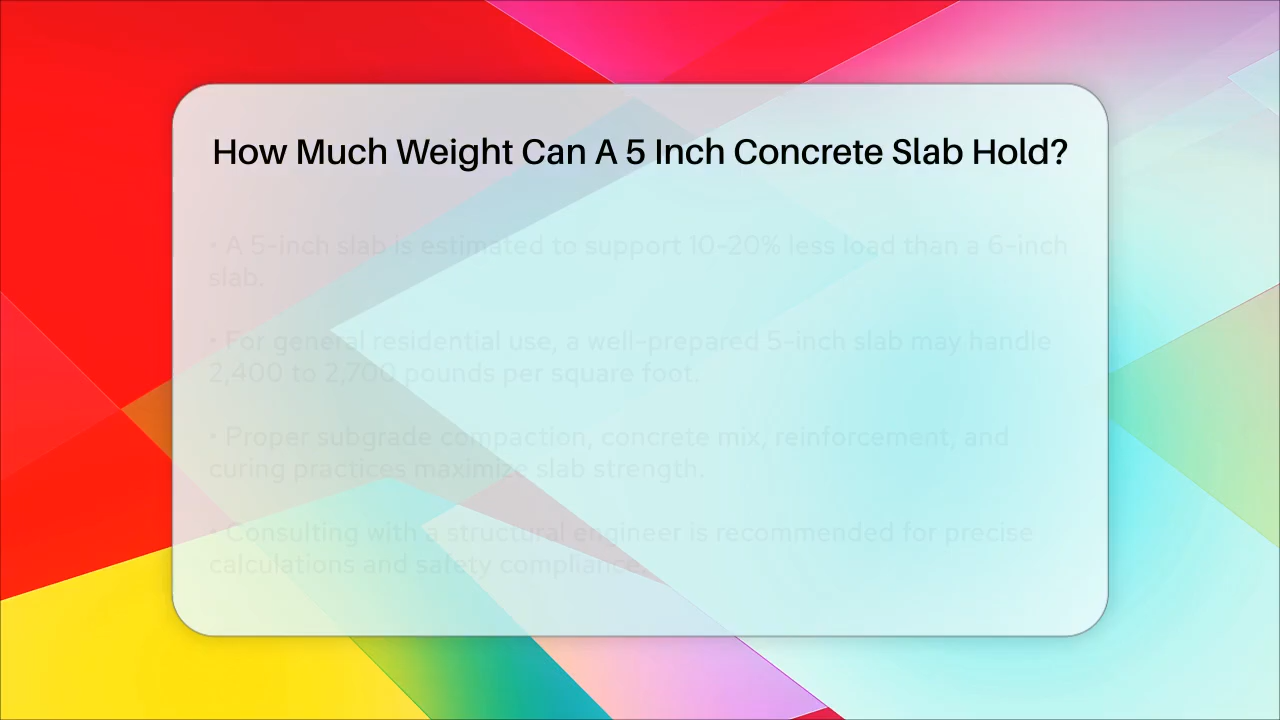 How Much Weight Can A 5 Inch Concrete Slab Hold?
• A 5-inch slab is estimated to support 10-20% less load than a 6-inch
slab.
• For general residential use, a well-prepared 5-inch slab may handle
2,400 to 2,700 pounds per square foot.
• Proper subgrade compaction, concrete mix, reinforcement, and
curing practices maximize slab strength.
• Consulting with a structural engineer is recommended for precise
calculations and safety compliance.